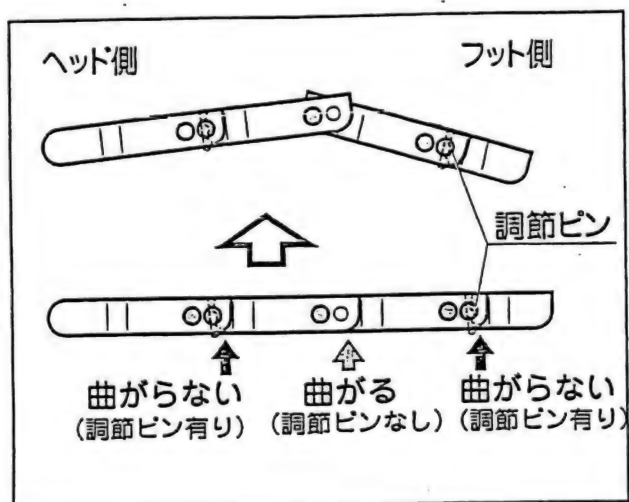 ヘッド側
フット側
調節ピン
曲がらない
(調節ピン有り)
曲がる
(調節ピンなし)
曲がらない
(調節ピン有り)